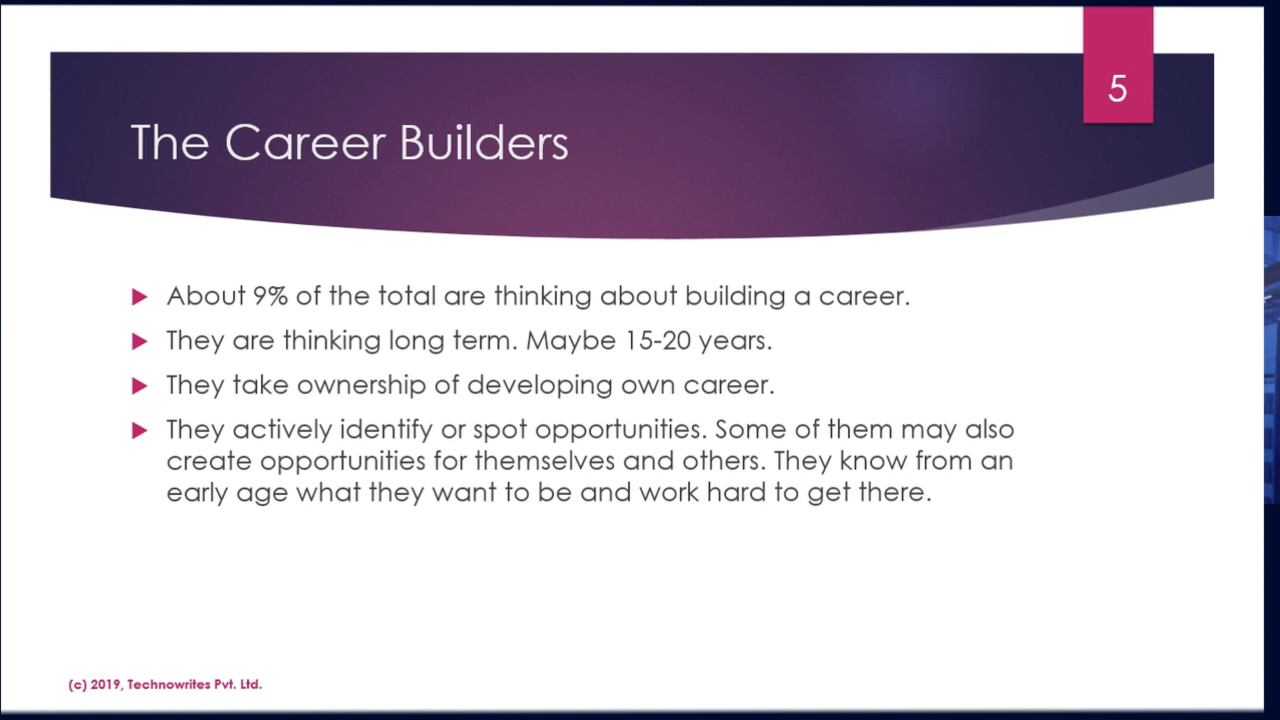 5
The Career Builders
About 9% of the total are thinking about building a career.
They are thinking long term. Maybe 15-20 years.
They take ownership of developing own career.
They actively identify or spot opportunities. Some of them may also
create opportunities for themselves and others. They know from an
early age what they want to be and work hard to get there.
(c) 2019, Technowrites Pvt. Ltd.